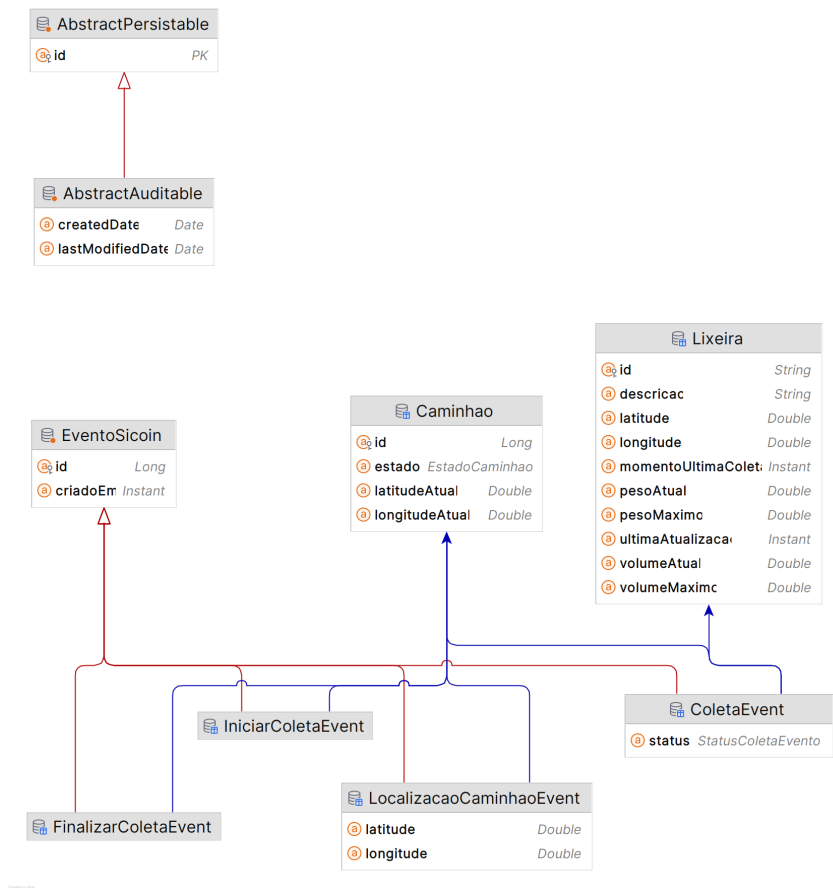 AbstractPersistable
id PK
AbstractAuditable
createdDate Date
lastModifiedDate Date
Lixeira
id String
descricac String
latitude Double
longitude Double
momentoUltimaColeta Instant
pesoAtual Double
pesoMaximo Double
ultimaAtualizaca Instant
volumeAtual Double
volumeMaximo Double
Caminhao
id Long
estado EstadoCaminhao
latitudeAtual Double
longitudeAtual Double
EventoSicoin
id Long
criadoEm Instant
ColetaEvent
status StatusColetaEvento
IniciarColetaEvent
LocalizacaoCaminhaoEvent
latitude Double
longitude Double
FinalizarColetaEvent